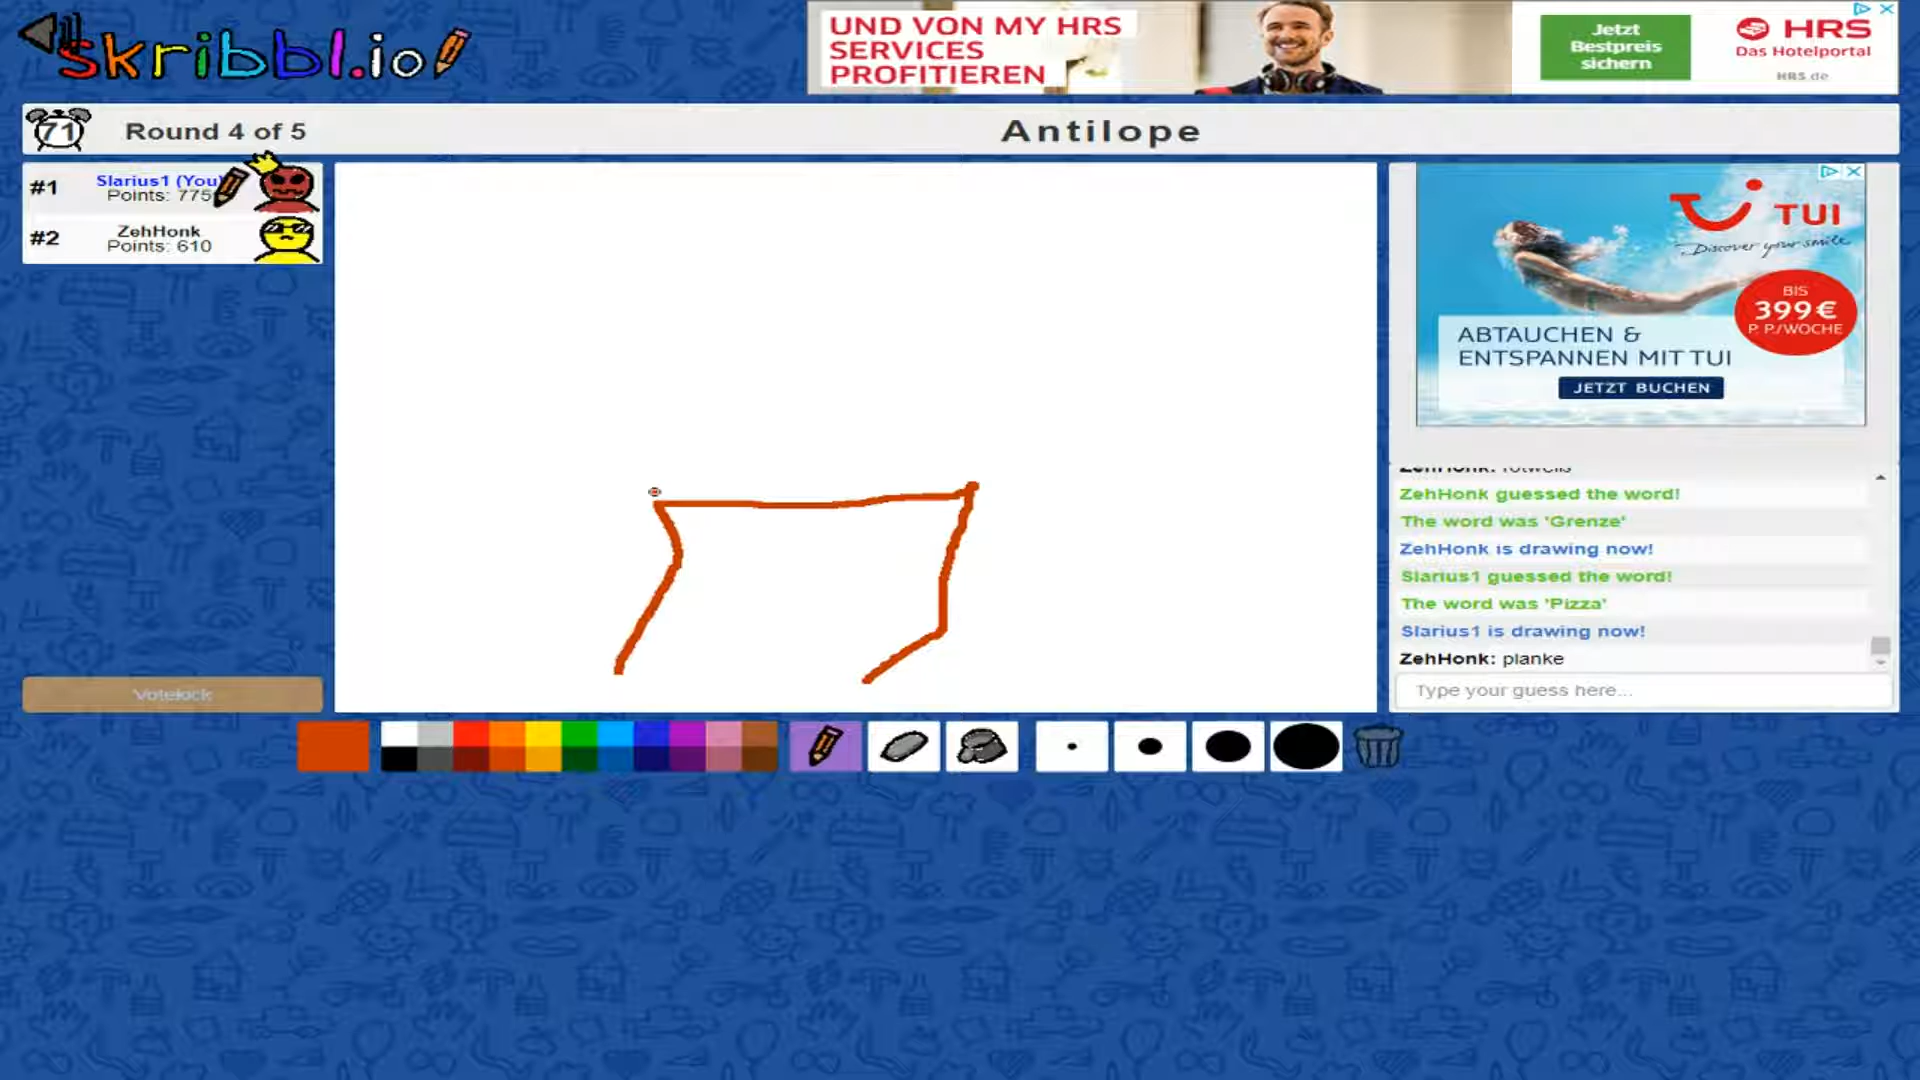 skribbl.io
UND VON MY HRS
SERVICES
PROFITIEREN
Jetzt
Bestpreis
sichern
HRS
Das Hotelportal
HRS.de
71
Round 4 of 5
Antilope
#1
Slarius1 (You)
Points: 775
#2
ZehHonk
Points: 610
TUI
Discover your smile
BIS
399 €
P. P./WOCHE
ABTAUCHEN &
ENTSPANNEN MIT TUI
JETZT BUCHEN
ZehHonk guessed the word!
The word was 'Grenze'
ZehHonk is drawing now!
Slarius1 guessed the word!
The word was 'Pizza'
Slarius1 is drawing now!
ZehHonk: planke
Type your guess here...
Votekick